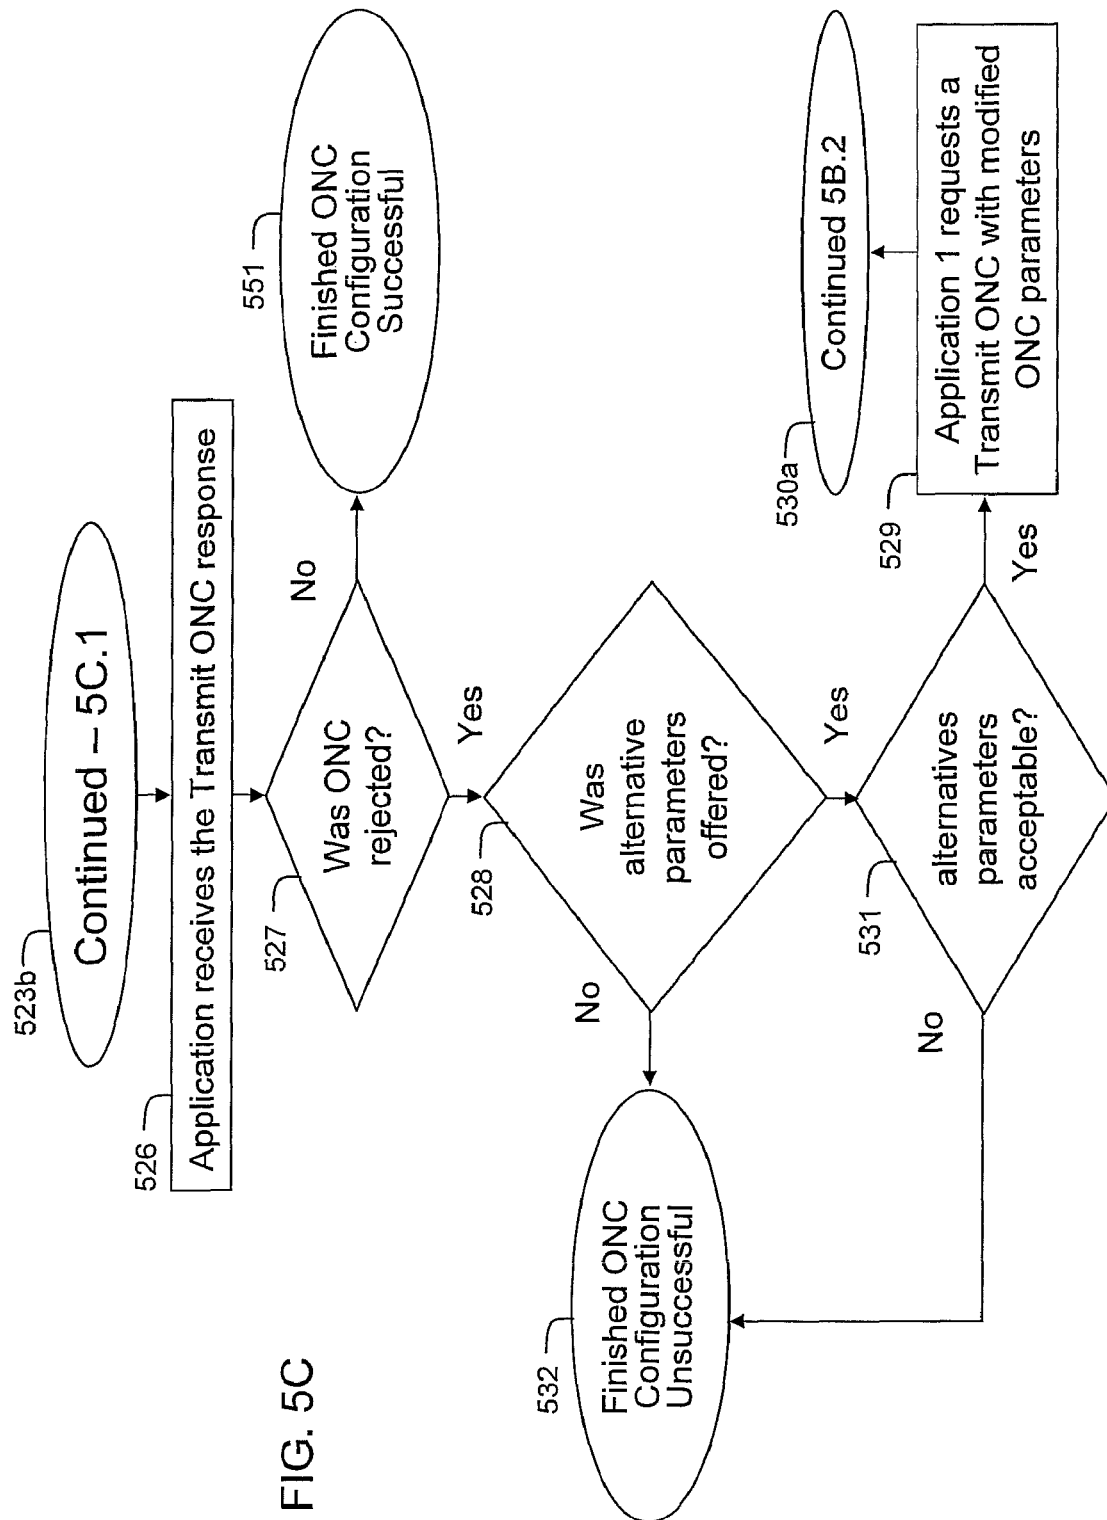 523b
Continued – 5C.1
526
Application receives the Transmit ONC response
527
Was ONC
rejected?
No
551
Finished ONC
Configuration
Successful
Yes
528
Was
alternative
parameters
offered?
No
532
Finished ONC
Configuration
Unsuccessful
Yes
531
alternatives
parameters
acceptable?
No
Yes
529
Application 1 requests a
Transmit ONC with modified
ONC parameters
530a
Continued 5B.2
FIG. 5C